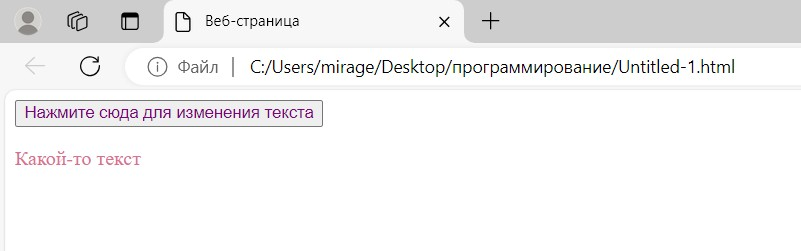 Веб-страница
Файл C:/Users/mirage/Desktop/программирование/Untitled-1.html
Нажмите сюда для изменения текста
Какой-то текст